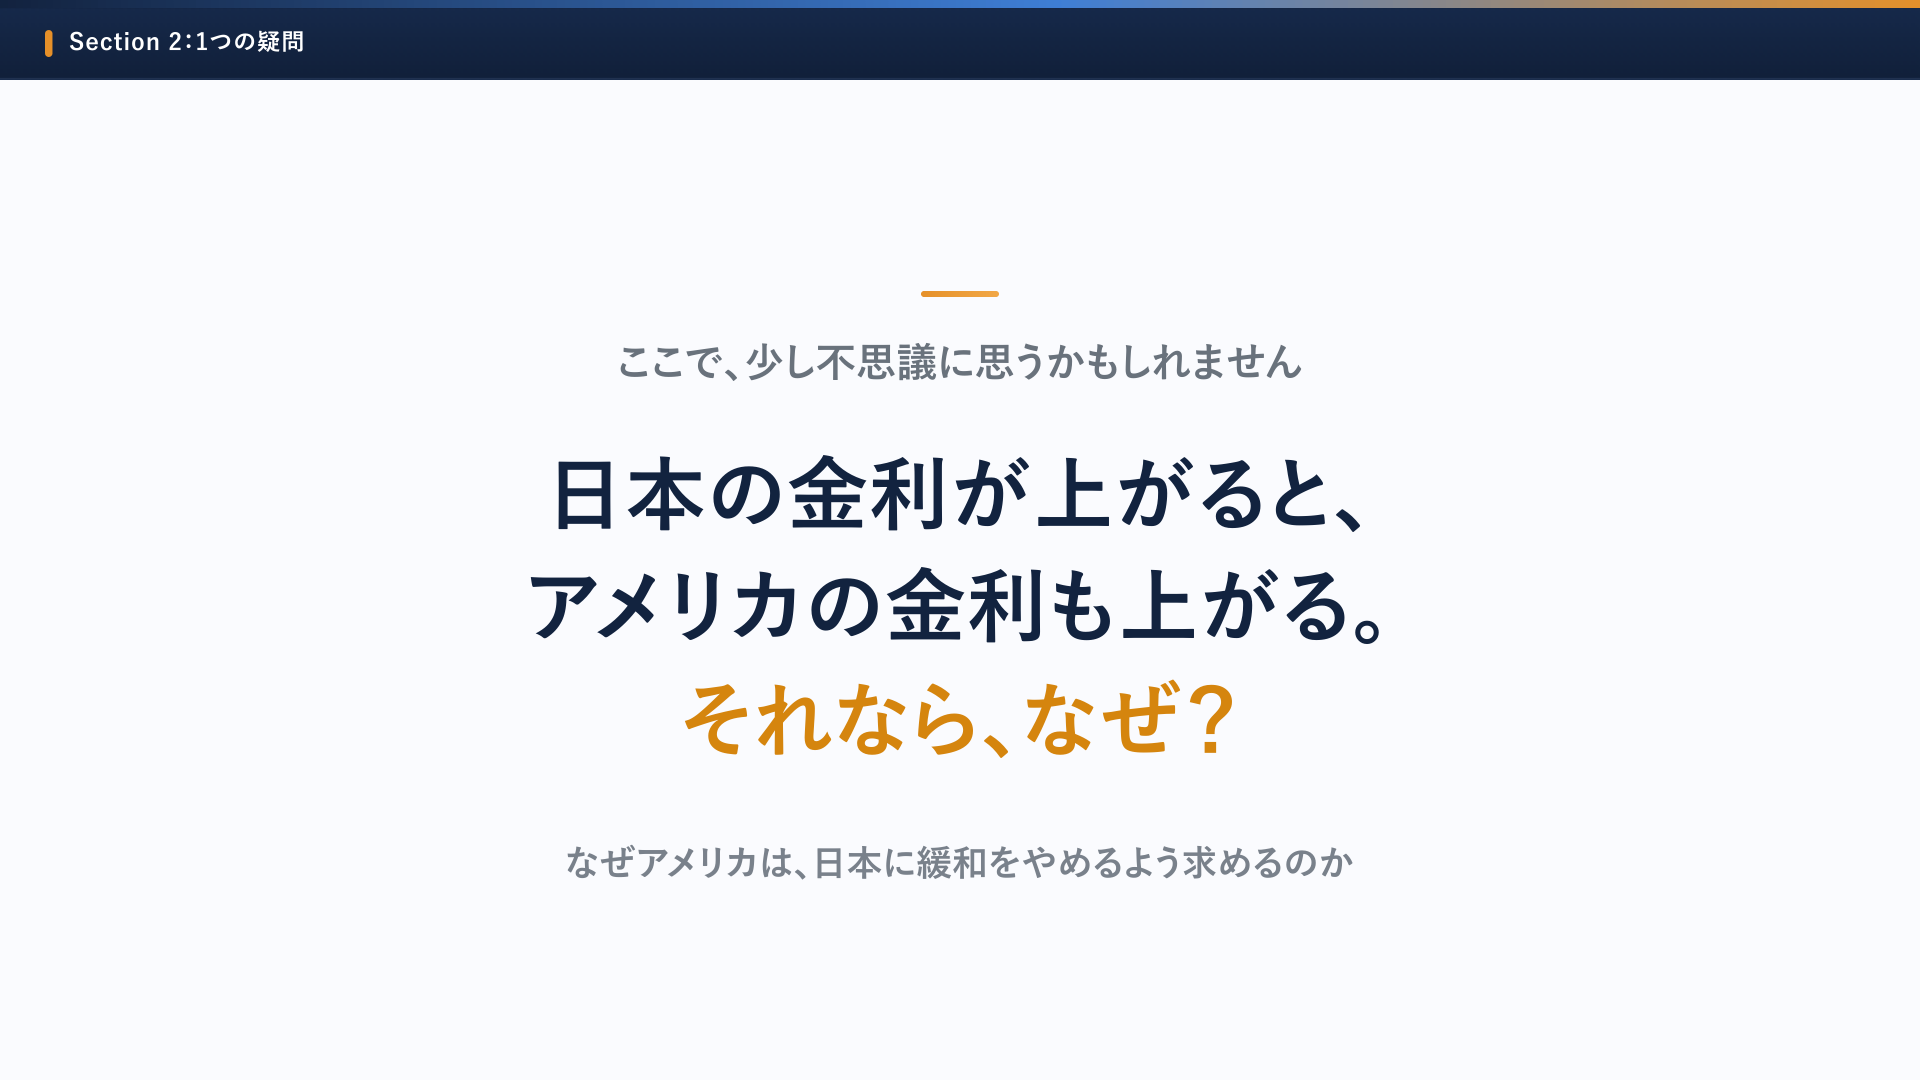 Section 2：1つの疑問
ここで、少し不思議に思うかもしれません
日本の金利が上がると、
アメリカの金利も上がる。
それなら、なぜ？
なぜアメリカは、日本に緩和をやめるよう求めるのか